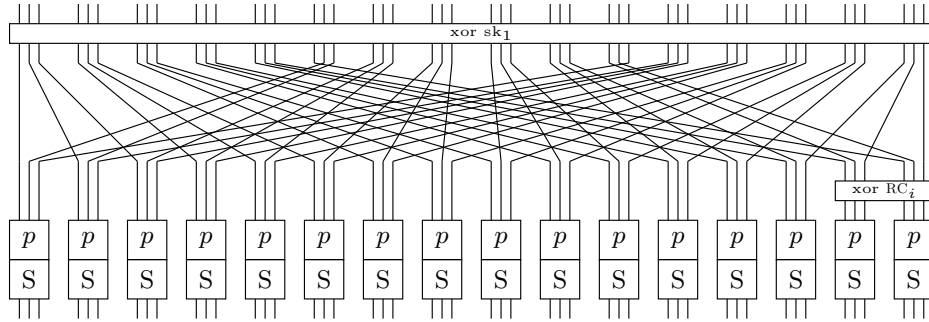 xor sk₁
xor RCᵢ
p p p p p p p p p p p p p p p p
S S S S S S S S S S S S S S S S